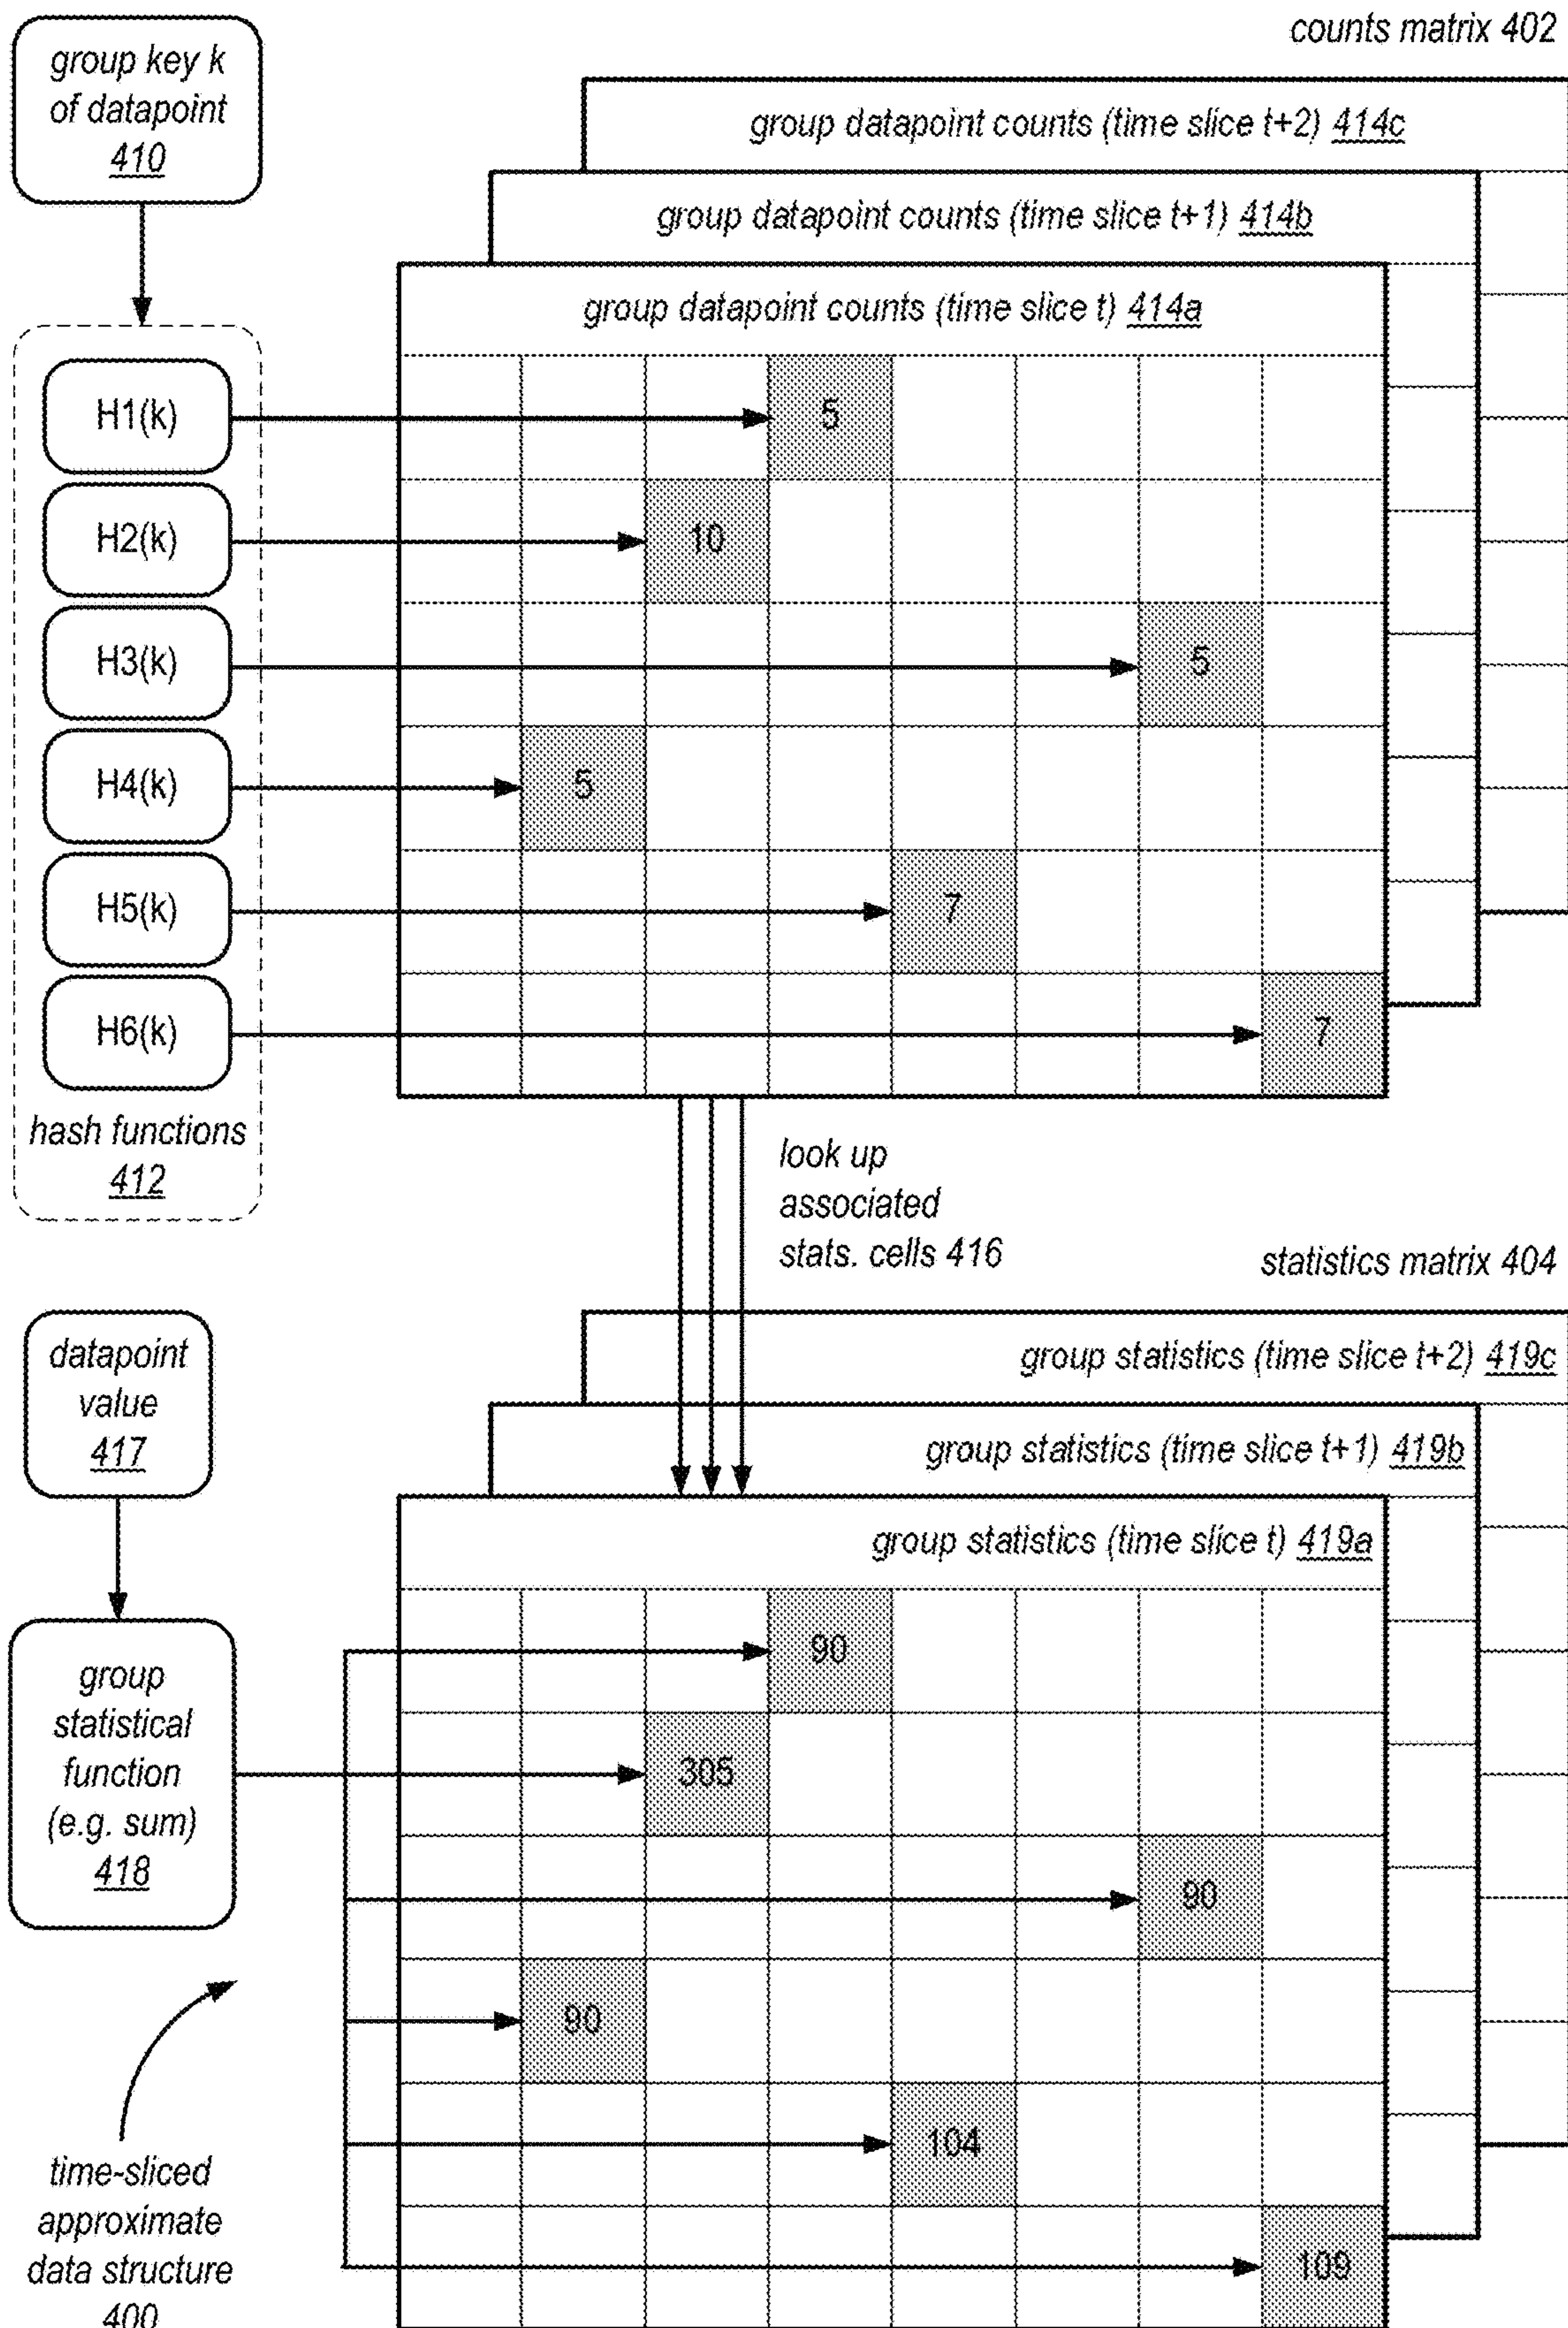 counts matrix 402
group key k
of datapoint
410
group datapoint counts (time slice t+2) 414c
group datapoint counts (time slice t+1) 414b
group datapoint counts (time slice t) 414a
H1(k)
5
H2(k)
10
H3(k)
5
H4(k)
5
H5(k)
7
H6(k)
7
hash functions
412
look up
associated
stats. cells 416
statistics matrix 404
datapoint
value
417
group statistics (time slice t+2) 419c
group statistics (time slice t+1) 419b
group statistics (time slice t) 419a
group
statistical
function
(e.g. sum)
418
90
305
90
90
104
109
time-sliced
approximate
data structure
400